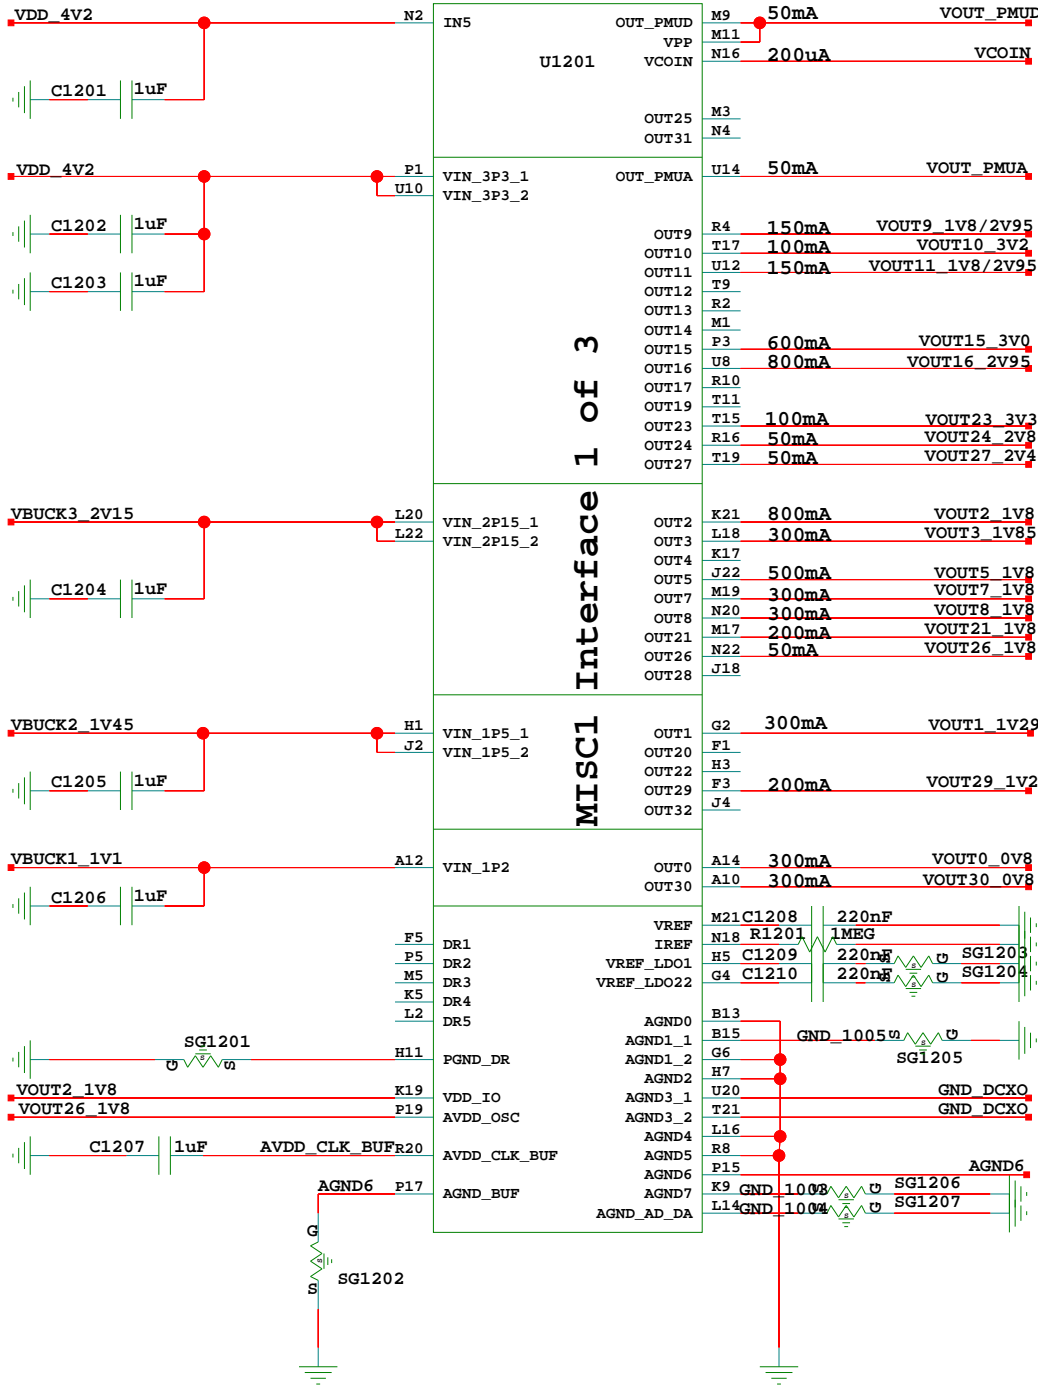 VDD_4V2 N2 IN5 OUT_PMUD M9 50mA VOUT_PMUD
VPP M11
U1201 VCOIN N16 200uA VCOIN
C1201 1uF
OUT25 M3
OUT31 N4
VDD_4V2 P1 VIN_3P3_1 OUT_PMUA U14 50mA VOUT_PMUA
U10 VIN_3P3_2
C1202 1uF OUT9 R4 150mA VOUT9_1V8/2V95
OUT10 T17 100mA VOUT10_3V2
OUT11 U12 150mA VOUT11_1V8/2V95
C1203 1uF OUT12 T9
OUT13 R2
OUT14 M1
OUT15 P3 600mA VOUT15_3V0
OUT16 U8 800mA VOUT16_2V95
OUT17 R10
OUT19 T11
OUT23 T15 100mA VOUT23_3V3
OUT24 R16 50mA VOUT24_2V8
OUT27 T19 50mA VOUT27_2V4
MISC1 Interface 1 of 3
VBUCK3_2V15 L20 VIN_2P15_1 OUT2 K21 800mA VOUT2_1V8
L22 VIN_2P15_2 OUT3 L18 300mA VOUT3_1V85
OUT4 K17
C1204 1uF OUT5 J22 500mA VOUT5_1V8
OUT7 M19 300mA VOUT7_1V8
OUT8 N20 300mA VOUT8_1V8
OUT21 M17 200mA VOUT21_1V8
OUT26 N22 50mA VOUT26_1V8
OUT28 J18
VBUCK2_1V45 H1 VIN_1P5_1 OUT1 G2 300mA VOUT1_1V29
J2 VIN_1P5_2 OUT20 F1
OUT22 H3
C1205 1uF OUT29 F3 200mA VOUT29_1V2
OUT32 J4
VBUCK1_1V1 A12 VIN_1P2 OUT0 A14 300mA VOUT0_0V8
C1206 1uF OUT30 A10 300mA VOUT30_0V8
VREF M21 C1208 220nF
F5 DR1 IREF N18 R1201 1MEG
P5 DR2 VREF_LDO1 H5 C1209 220nF S G SG1203
M5 DR3 VREF_LDO22 G4 C1210 220nF S G SG1204
K5 DR4
L2 DR5 AGND0 B13
SG1201 AGND1_1 B15 GND_1005 S G
G S H11 PGND_DR AGND1_2 G6 SG1205
AGND2 H7
VOUT2_1V8 K19 VDD_IO AGND3_1 U20 GND_DCXO
VOUT26_1V8 P19 AVDD_OSC AGND3_2 T21 GND_DCXO
AGND4 L16
C1207 1uF AVDD_CLK_BUF R20 AVDD_CLK_BUF AGND5 R8
AGND6 P15 AGND6
AGND6 P17 AGND_BUF AGND7 K9 GND_1003 S G SG1206
AGND_AD_DA L14 GND_1004 S G SG1207
G
S SG1202